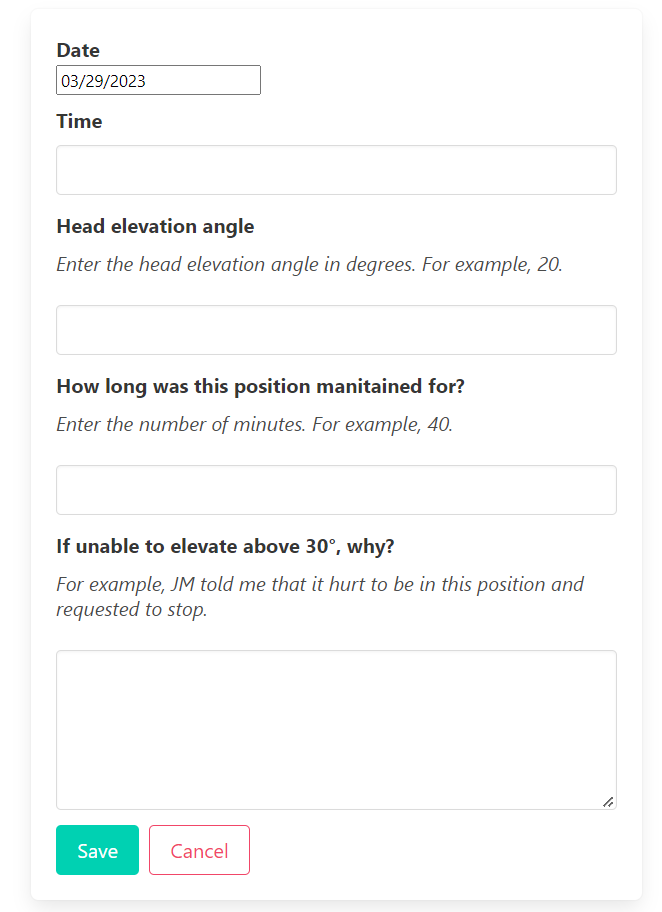 Date
03/29/2023
Time
Head elevation angle
Enter the head elevation angle in degrees. For example, 20.
How long was this position manitained for?
Enter the number of minutes. For example, 40.
If unable to elevate above 30°, why?
For example, JM told me that it hurt to be in this position and
requested to stop.
Save Cancel